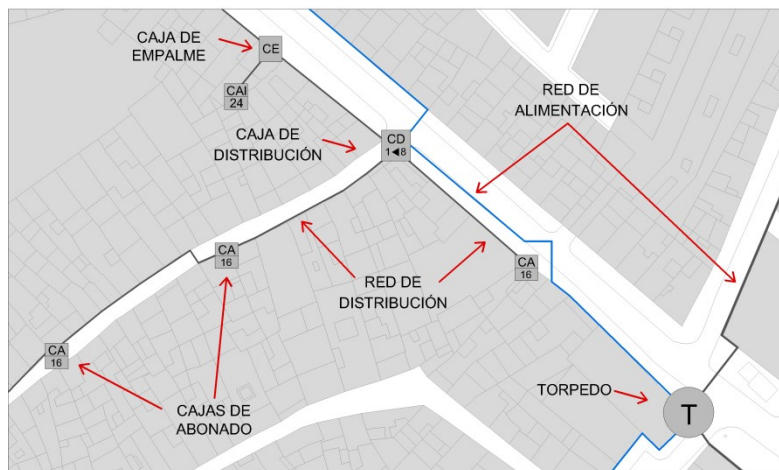 CAJA DE
EMPALME
CE
CAI
24
RED DE
ALIMENTACIÓN
CAJA DE
DISTRIBUCIÓN
CD
1◄8
CA
16
CA
16
RED DE
DISTRIBUCIÓN
CA
16
CAJAS DE
ABONADO
TORPEDO
T